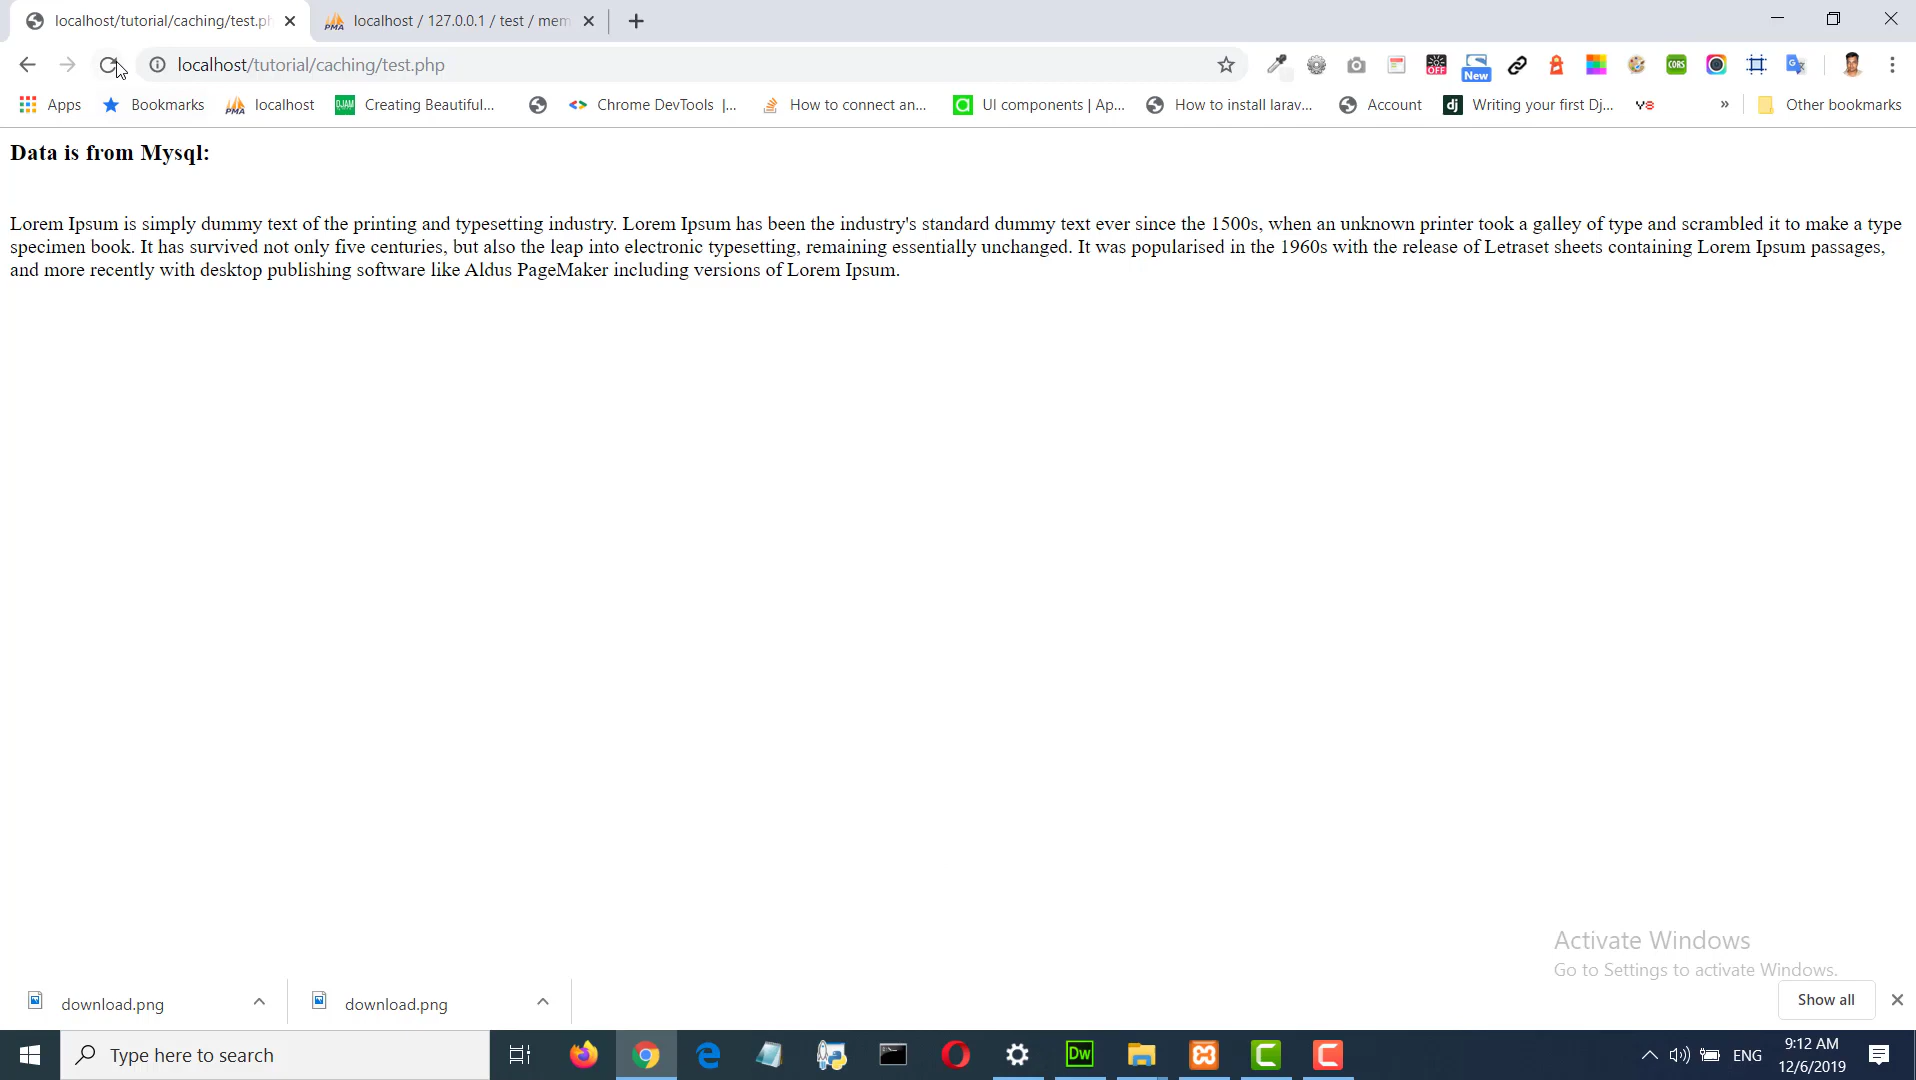 localhost/tutorial/caching/test.ph
localhost / 127.0.0.1 / test / mem
localhost/tutorial/caching/test.php
OFF
New
CORS
Apps
Bookmarks
PMA
localhost
DJAM
Creating Beautiful...
Chrome DevTools |...
How to connect an...
UI components | Ap...
How to install larav...
Account
dj
Writing your first Dj...
»
Other bookmarks
Data is from Mysql:
Lorem Ipsum is simply dummy text of the printing and typesetting industry. Lorem Ipsum has been the industry's standard dummy text ever since the 1500s, when an unknown printer took a galley of type and scrambled it to make a type
specimen book. It has survived not only five centuries, but also the leap into electronic typesetting, remaining essentially unchanged. It was popularised in the 1960s with the release of Letraset sheets containing Lorem Ipsum passages,
and more recently with desktop publishing software like Aldus PageMaker including versions of Lorem Ipsum.
Activate Windows
Go to Settings to activate Windows.
download.png
download.png
Show all
Type here to search
Dw
ENG
9:12 AM
12/6/2019